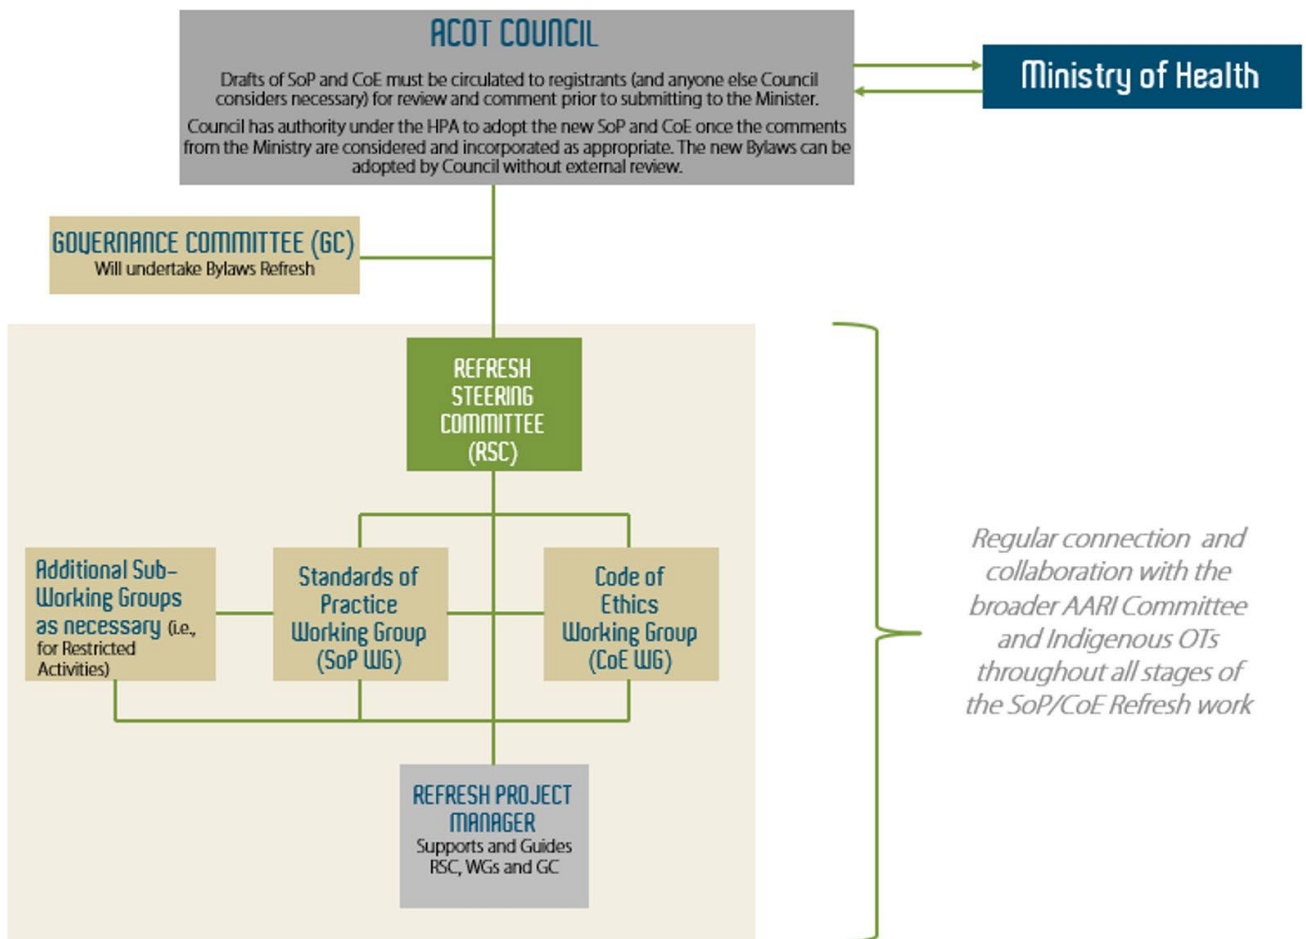 ACOT COUNCIL
Drafts of SoP and CoE must be circulated to registrants (and anyone else Council
considers necessary) for review and comment prior to submitting to the Minister.
Council has authority under the HPA to adopt the new SoP and CoE once the comments
from the Ministry are considered and incorporated as appropriate. The new Bylaws can be
adopted by Council without external review.
Ministry of Health
GOVERNANCE COMMITTEE (GC)
Will undertake Bylaws Refresh
REFRESH
STEERING
COMMITTEE
(RSC)
Additional Sub-
Working Groups
as necessary (i.e.,
for Restricted
Activities)
Standards of
Practice
Working Group
(SoP WG)
Code of
Ethics
Working Group
(CoE WG)
REFRESH PROJECT
MANAGER
Supports and Guides
RSC, WGs and GC
Regular connection and
collaboration with the
broader AARI Committee
and Indigenous OTs
throughout all stages of
the SoP/CoE Refresh work